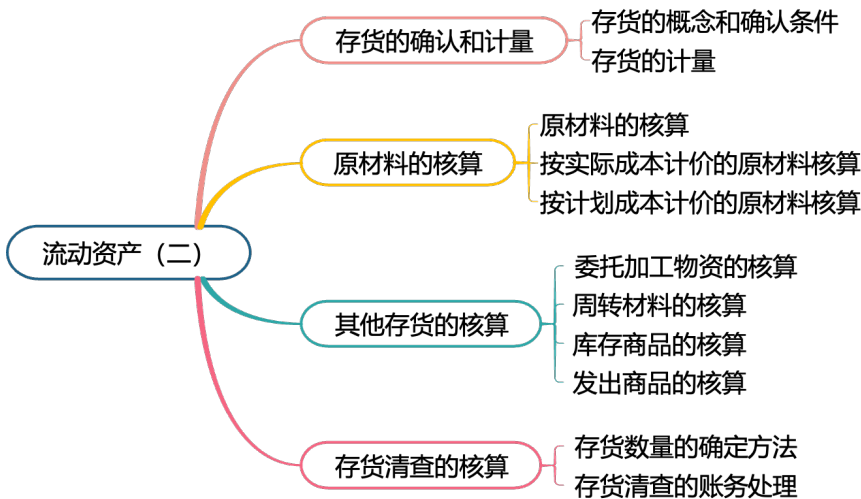 流动资产（二）
存货的确认和计量
存货的概念和确认条件
存货的计量
原材料的核算
原材料的核算
按实际成本计价的原材料核算
按计划成本计价的原材料核算
其他存货的核算
委托加工物资的核算
周转材料的核算
库存商品的核算
发出商品的核算
存货清查的核算
存货数量的确定方法
存货清查的账务处理